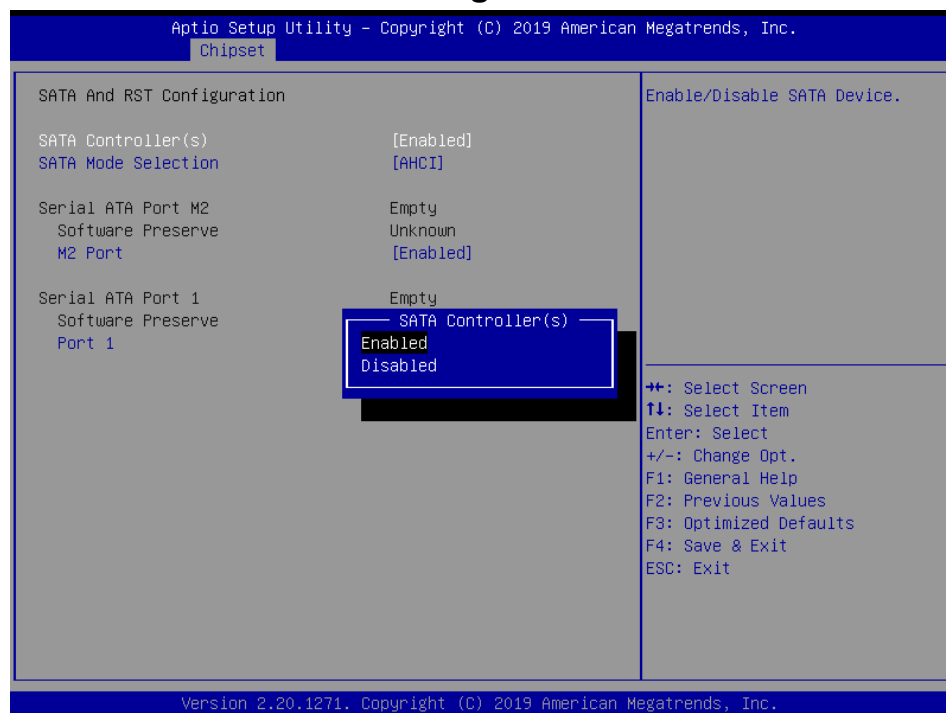 Aptio Setup Utility – Copyright (C) 2019 American Megatrends, Inc.
Chipset
SATA And RST Configuration
SATA Controller(s) [Enabled]
SATA Mode Selection [AHCI]
Serial ATA Port M2 Empty
Software Preserve Unknown
M2 Port [Enabled]
Serial ATA Port 1 Empty
Software Preserve
Port 1
SATA Controller(s)
Enabled
Disabled
Enable/Disable SATA Device.
→←: Select Screen
↑↓: Select Item
Enter: Select
+/-: Change Opt.
F1: General Help
F2: Previous Values
F3: Optimized Defaults
F4: Save & Exit
ESC: Exit
Version 2.20.1271. Copyright (C) 2019 American Megatrends, Inc.